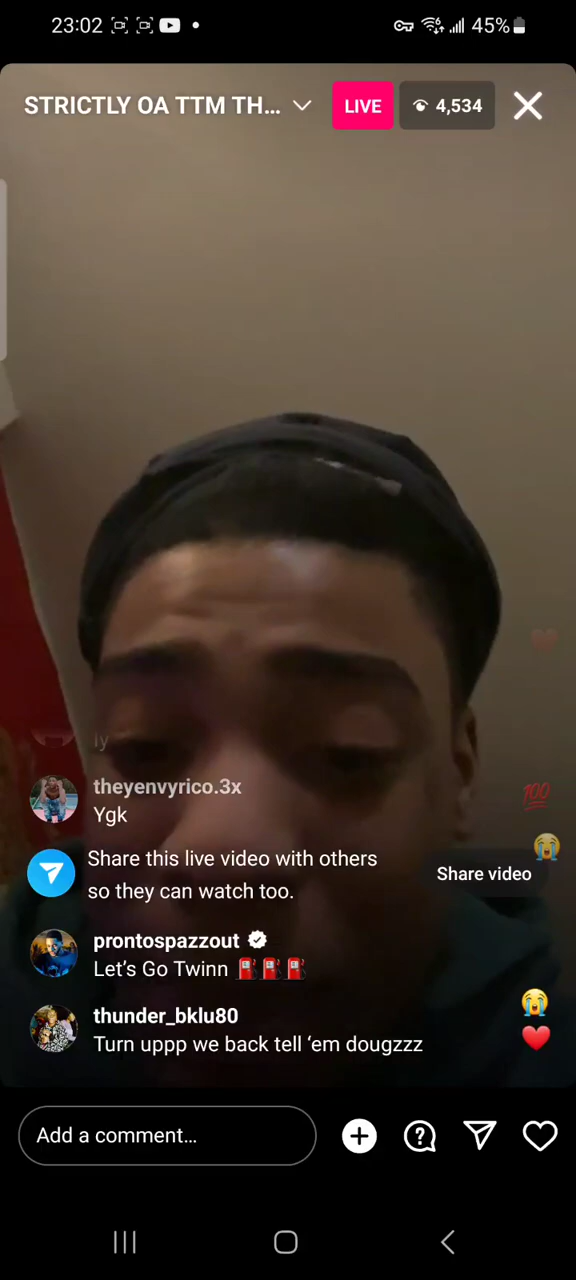 23:02
45%
STRICTLY OA TTM TH...
LIVE
4,534
ly
theyenvyrico.3x
Ygk
Share this live video with others
so they can watch too.
Share video
prontospazzout
Let’s Go Twinn ⛽⛽⛽
thunder_bklu80
Turn uppp we back tell ‘em dougzzz
Add a comment…